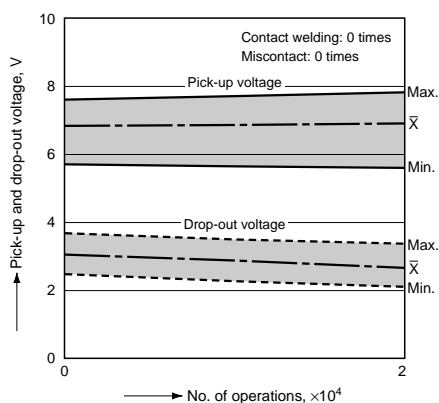 Contact welding: 0 times
Miscontact: 0 times
Pick-up voltage
Max.
X̄
Min.
Drop-out voltage
Max.
X̄
Min.
Pick-up and drop-out voltage, V
10
8
6
4
2
0
0
2
No. of operations, ×10⁴